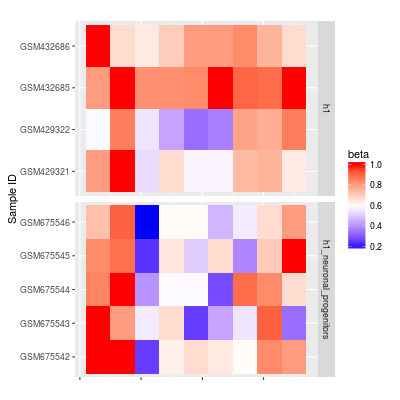 GSM432686
GSM432685
GSM429322
GSM429321
h1
GSM675546
GSM675545
GSM675544
GSM675543
GSM675542
h1_neuronal_progenitors
Sample ID
beta
1.0
0.8
0.6
0.4
0.2